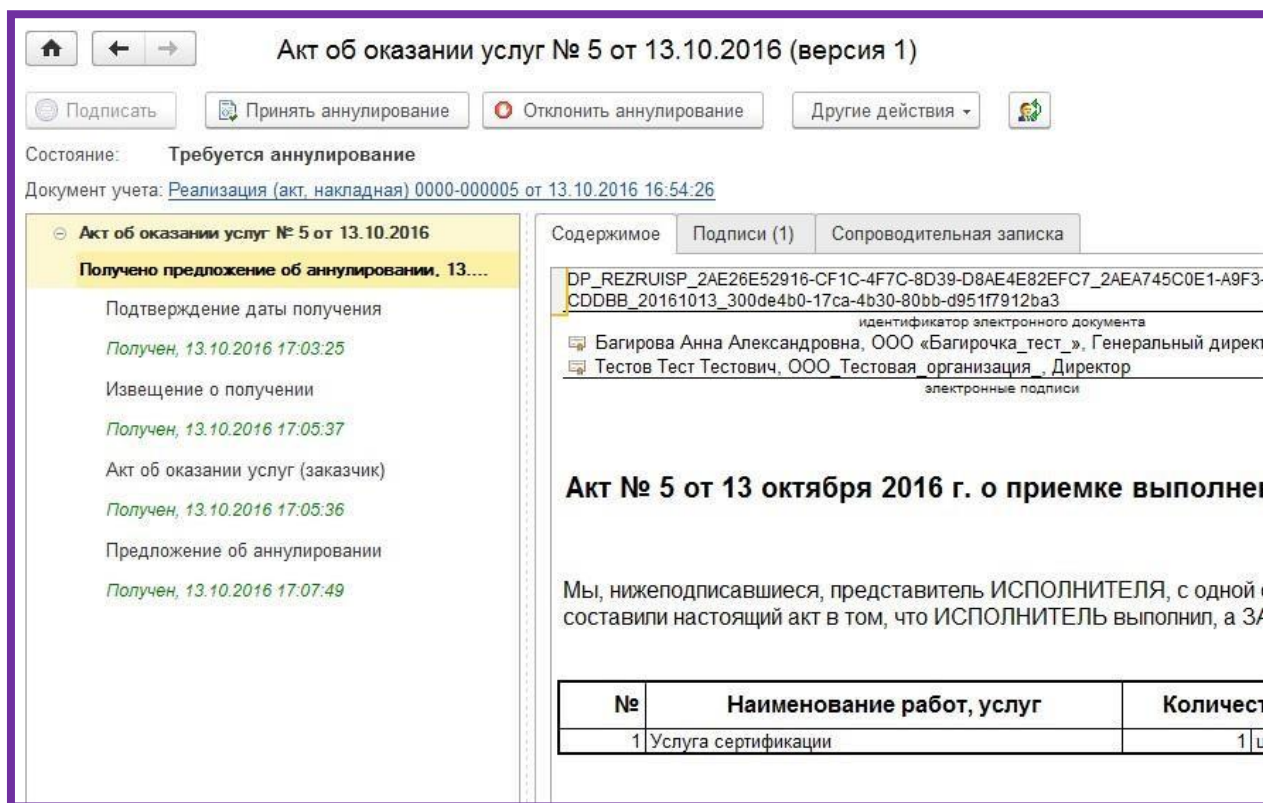 Акт об оказании услуг № 5 от 13.10.2016 (версия 1)
Подписать Принять аннулирование Отклонить аннулирование Другие действия
Состояние: Требуется аннулирование
Документ учета: Реализация (акт, накладная) 0000-000005 от 13.10.2016 16:54:26
Акт об оказании услуг № 5 от 13.10.2016
Получено предложение об аннулировании, 13....
Подтверждение даты получения
Получен, 13.10.2016 17:03:25
Извещение о получении
Получен, 13.10.2016 17:05:37
Акт об оказании услуг (заказчик)
Получен, 13.10.2016 17:05:36
Предложение об аннулировании
Получен, 13.10.2016 17:07:49
Содержимое Подписи (1) Сопроводительная записка
DP_REZRUISP_2AE26E52916-CF1C-4F7C-8D39-D8AE4E82EFC7_2AEA745C0E1-A9F3-
CDDBB_20161013_300de4b0-17ca-4b30-80bb-d951f7912ba3
идентификатор электронного документа
Багирова Анна Александровна, ООО «Багирочка_тест_», Генеральный дирек
Тестов Тест Тестович, ООО_Тестовая_организация_, Директор
электронные подписи
Акт № 5 от 13 октября 2016 г. о приемке выполне
Мы, нижеподписавшиеся, представитель ИСПОЛНИТЕЛЯ, с одной
составили настоящий акт в том, что ИСПОЛНИТЕЛЬ выполнил, а ЗА
№ Наименование работ, услуг Количест
1 Услуга сертификации 1